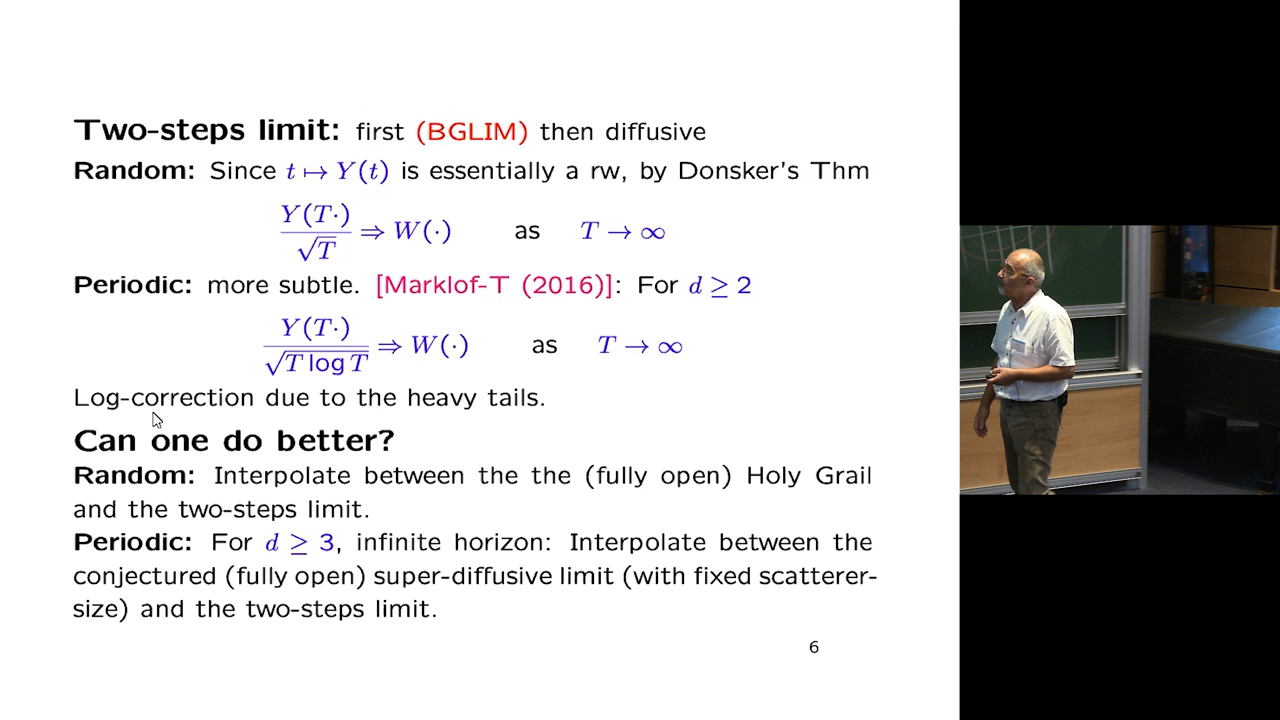 Two-steps limit: first (BGLIM) then diffusive
Random: Since t ↦ Y(t) is essentially a rw, by Donsker's Thm
Y(T·)/√T ⇒ W(·) as T → ∞
Periodic: more subtle. [Marklof-T (2016)]: For d ≥ 2
Y(T·)/√(T log T) ⇒ W(·) as T → ∞
Log-correction due to the heavy tails.
Can one do better?
Random: Interpolate between the the (fully open) Holy Grail
and the two-steps limit.
Periodic: For d ≥ 3, infinite horizon: Interpolate between the
conjectured (fully open) super-diffusive limit (with fixed scatterer-
size) and the two-steps limit.
6